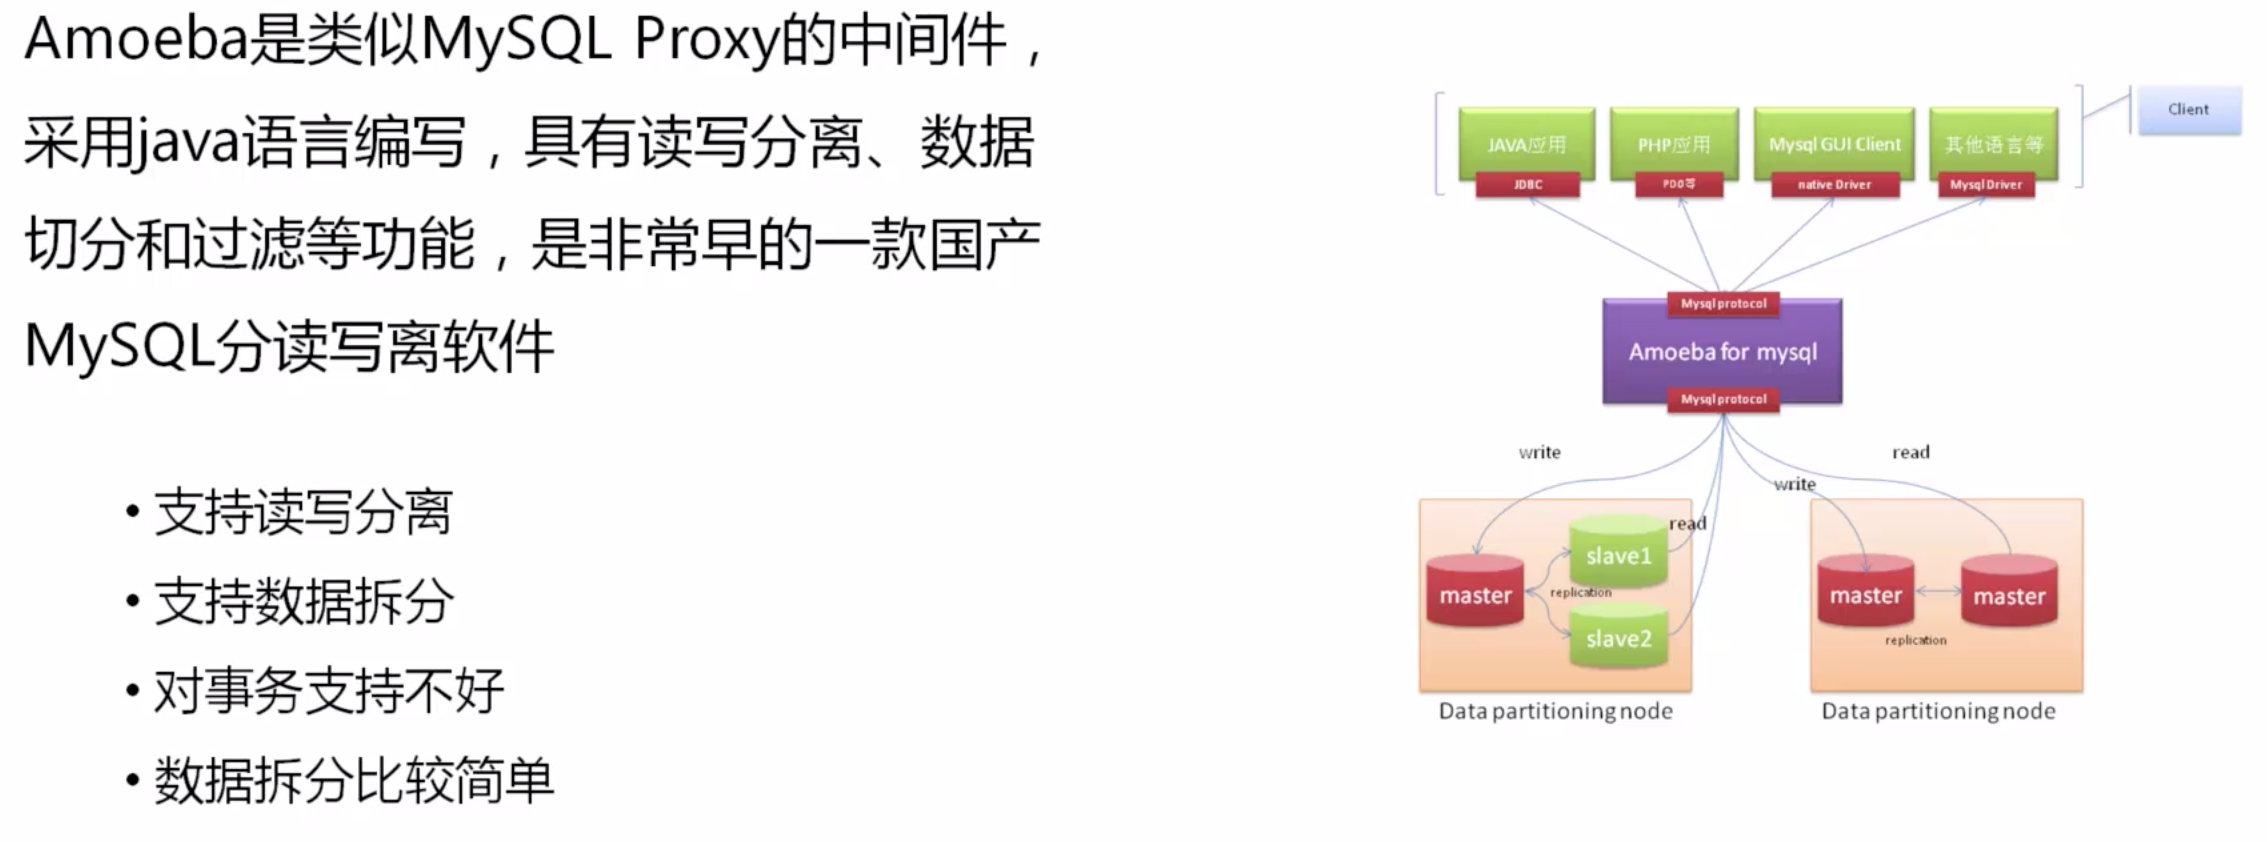 Amoeba是类似MySQL Proxy的中间件，
采用java语言编写，具有读写分离、数据
切分和过滤等功能，是非常早的一款国产
MySQL分读写离软件
• 支持读写分离
• 支持数据拆分
• 对事务支持不好
• 数据拆分比较简单
Client
JAVA应用
PHP应用
Mysql GUI Client
其他语言等
JDBC
PDO等
native Driver
Mysql Driver
Mysql protocol
Amoeba for mysql
Mysql protocol
write
read
write
read
slave1
master
replication
slave2
master
master
replication
Data partitioning node
Data partitioning node